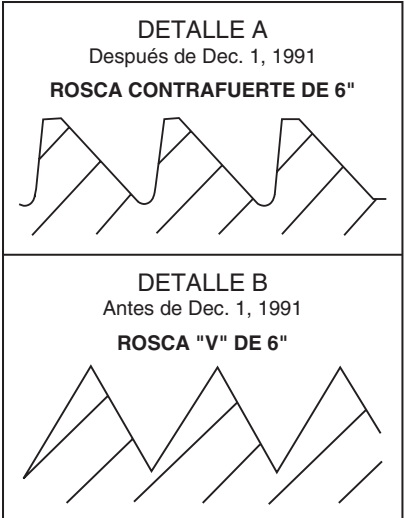 DETALLE A
Después de Dec. 1, 1991
ROSCA CONTRAFUERTE DE 6"
DETALLE B
Antes de Dec. 1, 1991
ROSCA "V" DE 6"